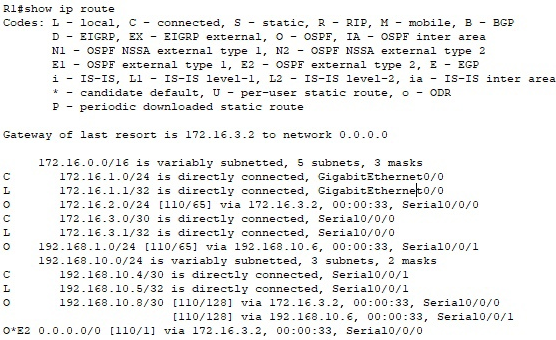 R1#show ip route
Codes: L - local, C - connected, S - static, R - RIP, M - mobile, B - BGP
D - EIGRP, EX - EIGRP external, O - OSPF, IA - OSPF inter area
N1 - OSPF NSSA external type 1, N2 - OSPF NSSA external type 2
E1 - OSPF external type 1, E2 - OSPF external type 2, E - EGP
i - IS-IS, L1 - IS-IS level-1, L2 - IS-IS level-2, ia - IS-IS inter area
* - candidate default, U - per-user static route, o - ODR
P - periodic downloaded static route
Gateway of last resort is 172.16.3.2 to network 0.0.0.0
172.16.0.0/16 is variably subnetted, 5 subnets, 3 masks
C 172.16.1.0/24 is directly connected, GigabitEthernet0/0
L 172.16.1.1/32 is directly connected, GigabitEthernet0/0
O 172.16.2.0/24 [110/65] via 172.16.3.2, 00:00:33, Serial0/0/0
C 172.16.3.0/30 is directly connected, Serial0/0/0
L 172.16.3.1/32 is directly connected, Serial0/0/0
O 192.168.1.0/24 [110/65] via 192.168.10.6, 00:00:33, Serial0/0/1
192.168.10.0/24 is variably subnetted, 3 subnets, 2 masks
C 192.168.10.4/30 is directly connected, Serial0/0/1
L 192.168.10.5/32 is directly connected, Serial0/0/1
O 192.168.10.8/30 [110/128] via 172.16.3.2, 00:00:33, Serial0/0/0
[110/128] via 192.168.10.6, 00:00:33, Serial0/0/1
O*E2 0.0.0.0/0 [110/1] via 172.16.3.2, 00:00:33, Serial0/0/0